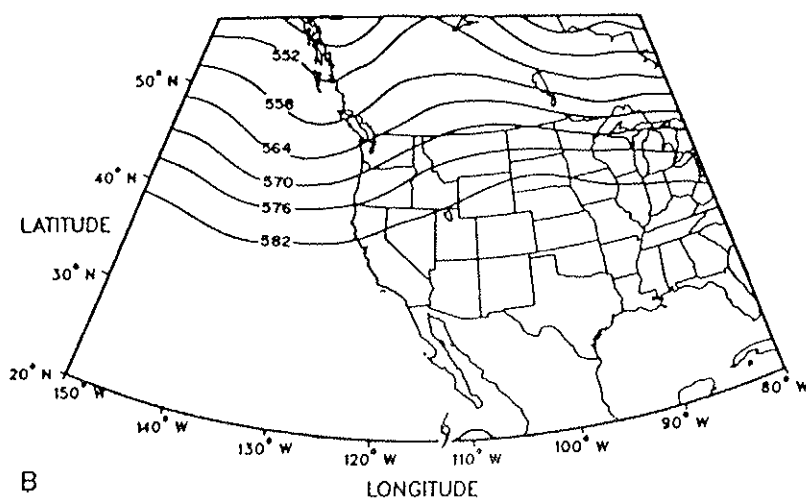 50° N
40° N
30° N
20° N
LATITUDE
552
558
564
570
576
582
150° W
140° W
130° W
120° W
110° W
100° W
90° W
80° W
LONGITUDE
B